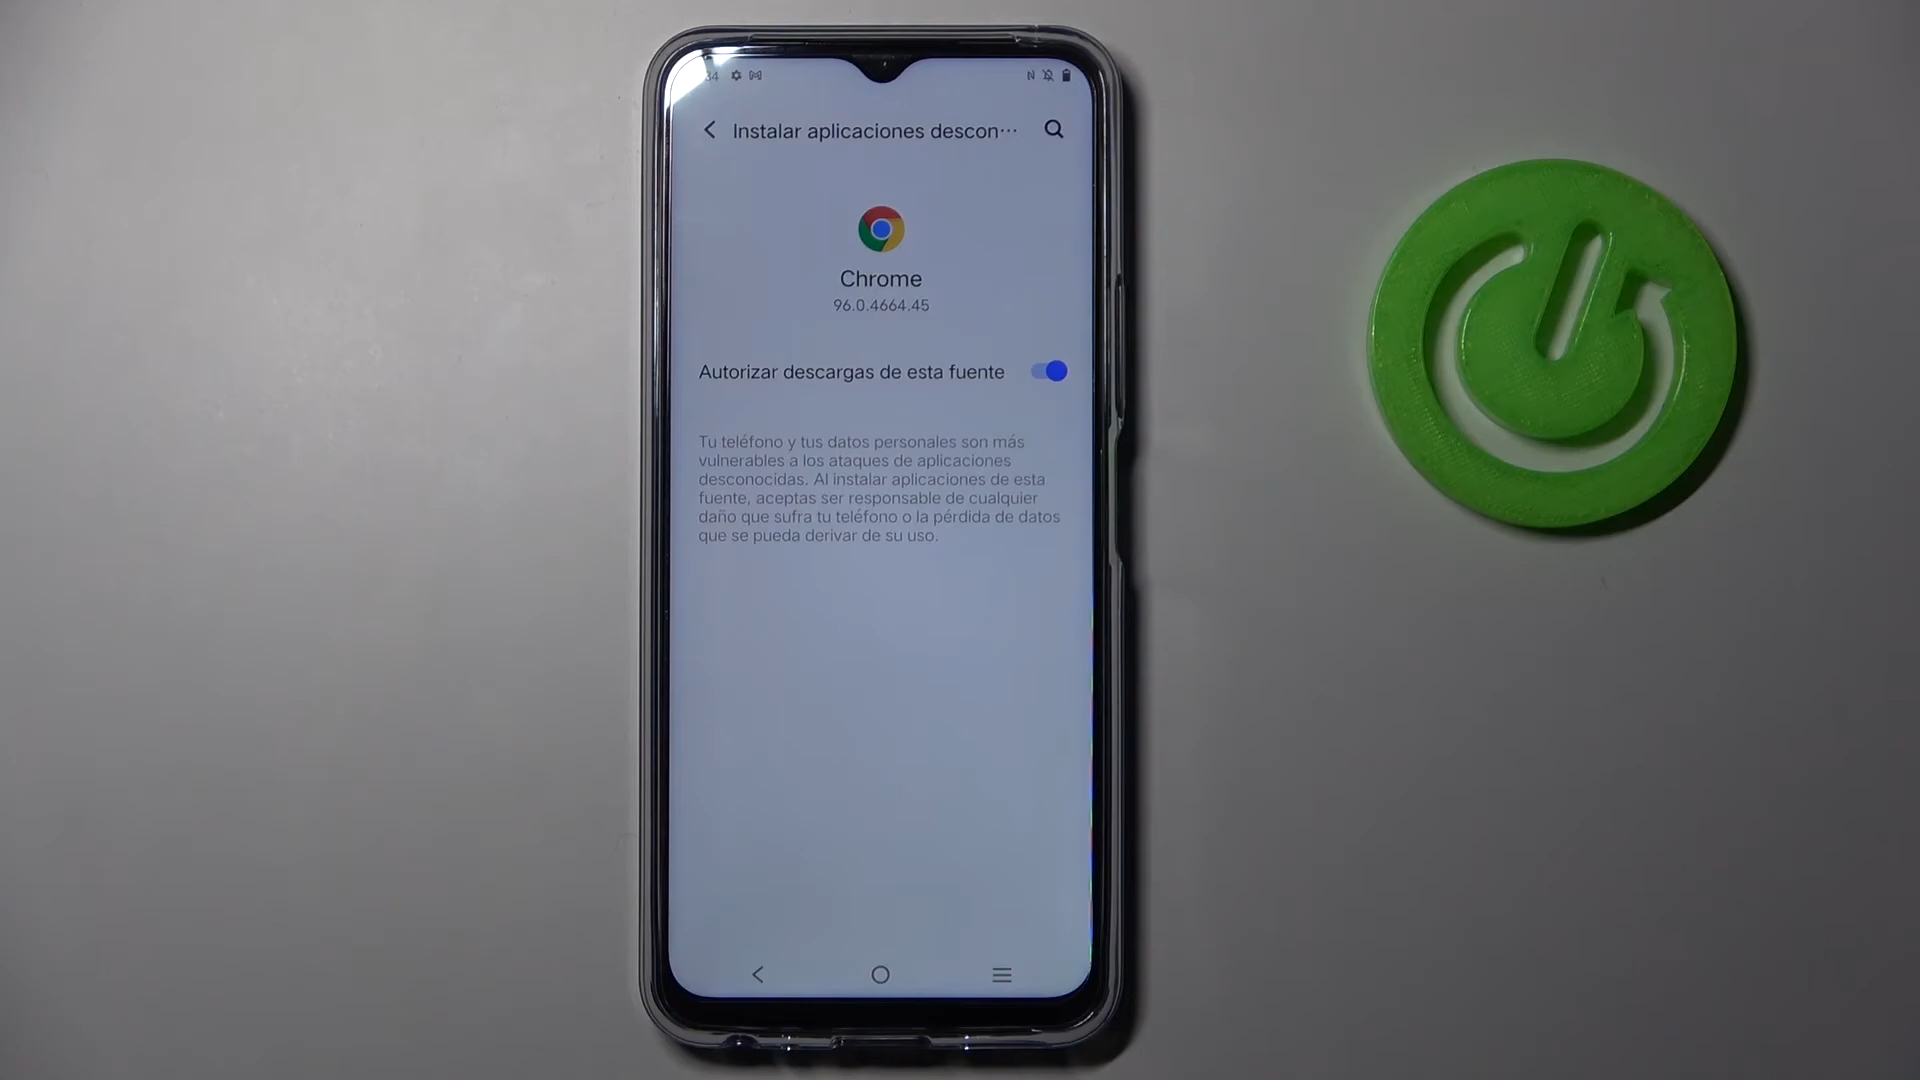 34
Instalar aplicaciones descon···
Chrome
96.0.4664.45
Autorizar descargas de esta fuente
Tu teléfono y tus datos personales son más
vulnerables a los ataques de aplicaciones
desconocidas. Al instalar aplicaciones de esta
fuente, aceptas ser responsable de cualquier
daño que sufra tu teléfono o la pérdida de datos
que se pueda derivar de su uso.